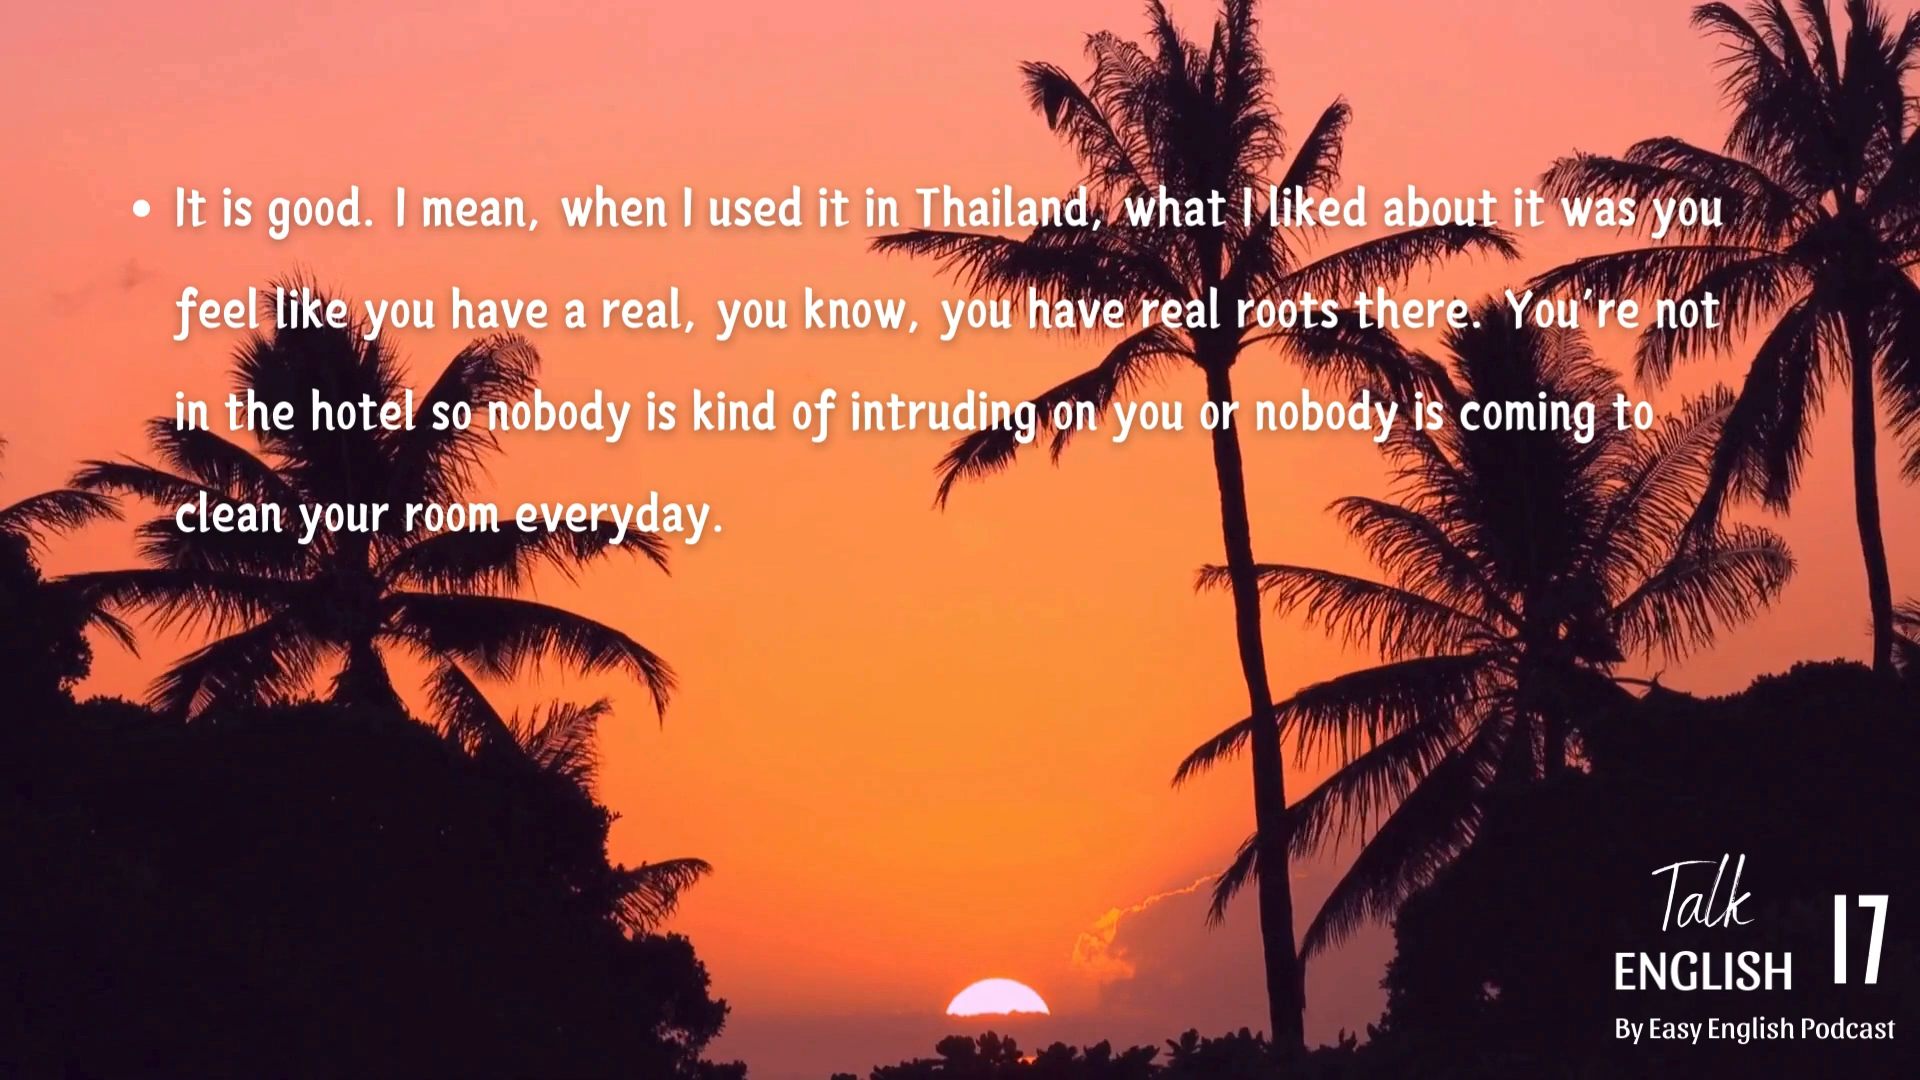 • It is good. I mean, when I used it in Thailand, what I liked about it was you
feel like you have a real, you know, you have real roots there. You're not
in the hotel so nobody is kind of intruding on you or nobody is coming to
clean your room everyday.
Talk
ENGLISH 17
By Easy English Podcast